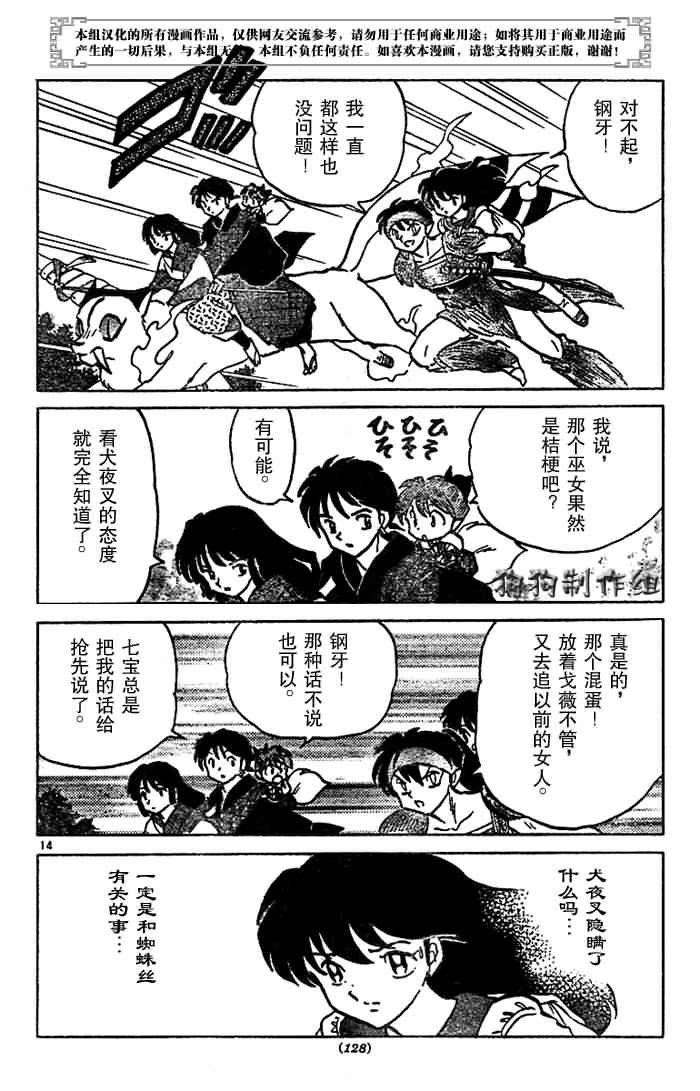 本组汉化的所有漫画作品，仅供网友交流参考，请勿用于任何商业用途；如将其用于商业用途而
产生的一切后果，与本组无关，本组不负任何责任。如喜欢本漫画，请您支持购买正版，谢谢！
对不起，
钢牙！
我一直
都这样也
没问题！
ゴオオ
我说，
那个巫女果然
是桔梗吧？
ひそ
ひそ
ひそ
有可能。
看犬夜叉的态度
就完全知道了。
狗狗制作组
真是的，
那个混蛋！
放着戈薇不管，
又去追以前的女人。
钢牙！
那种话不说
也可以。
七宝总是
把我的话给
抢先说了。
14
犬夜叉隐瞒了
什么吗…
一定是和蜘蛛丝
有关的事…
(128)